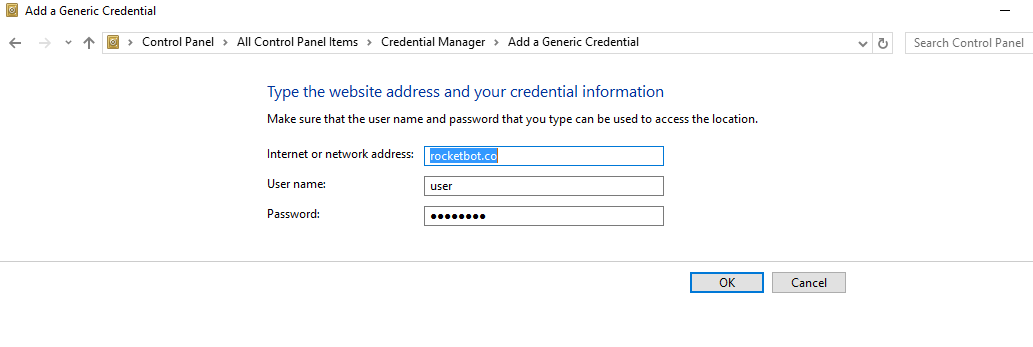 Add a Generic Credential
Control Panel > All Control Panel Items > Credential Manager > Add a Generic Credential
Search Control Panel
Type the website address and your credential information
Make sure that the user name and password that you type can be used to access the location.
Internet or network address: rocketbot.co
User name: user
Password: ●●●●●●●●
OK Cancel